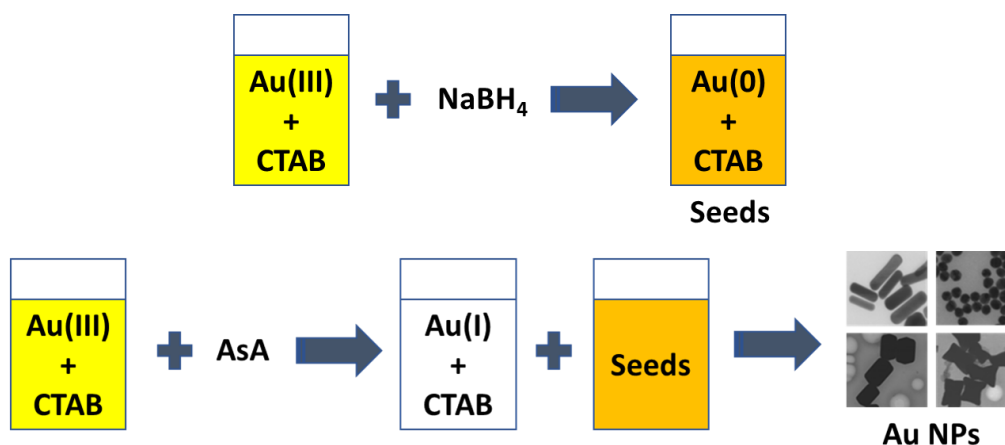 Au(III)
+
CTAB
NaBH₄
Au(0)
+
CTAB
Seeds
Au(III)
+
CTAB
AsA
Au(I)
+
CTAB
Seeds
Au NPs